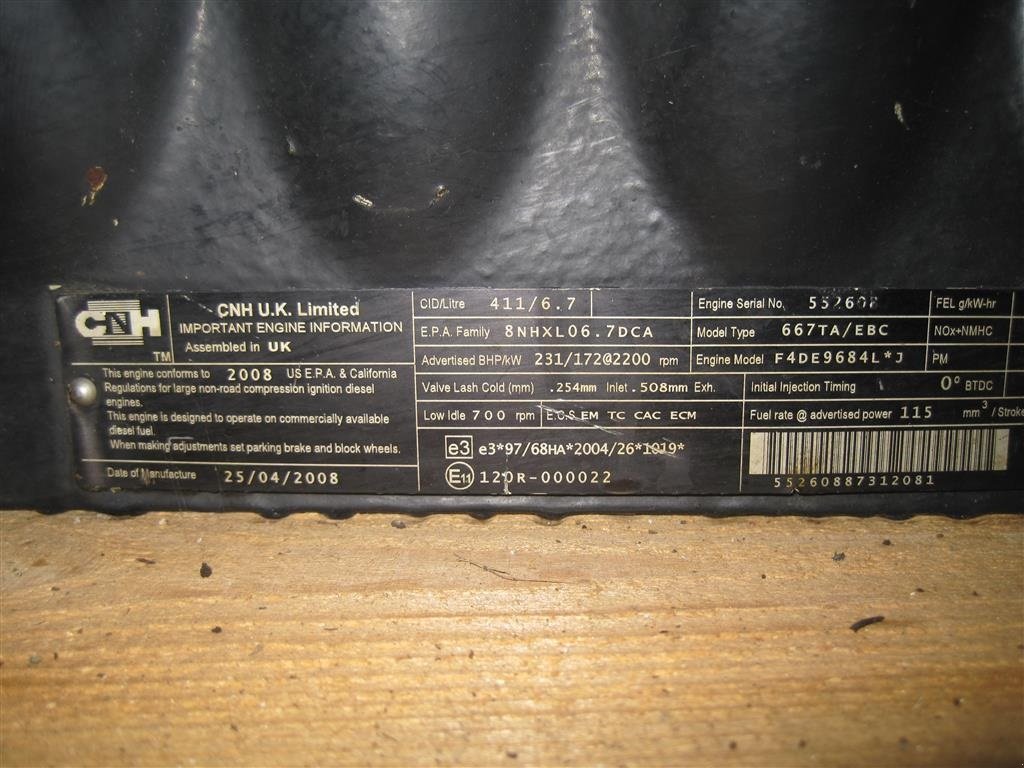 CNH
TM
CNH U.K. Limited
IMPORTANT ENGINE INFORMATION
Assembled in UK
This engine conforms to 2008 US E.P.A. & California
Regulations for large non-road compression ignition diesel
engines.
This engine is designed to operate on commercially available
diesel fuel.
When making adjustments set parking brake and block wheels.
Date of Manufacture 25/04/2008
CID/Litre 411/6.7
E.P.A. Family 8NHXL06.7DCA
Advertised BHP/kW 231/172@2200 rpm
Valve Lash Cold (mm) .254mm Inlet .508mm Exh.
Low Idle 700 rpm E.C.S EM TC CAC ECM
e3 e3*97/68HA*2004/26*1019*
E11 120R-000022
Engine Serial No. 552608
Model Type 667TA/EBC
Engine Model F4DE9684L*J
Initial Injection Timing 0° BTDC
Fuel rate @ advertised power 115 mm3 / Stroke
55260887312081
FEL g/kW-hr
NOx+NMHC
PM